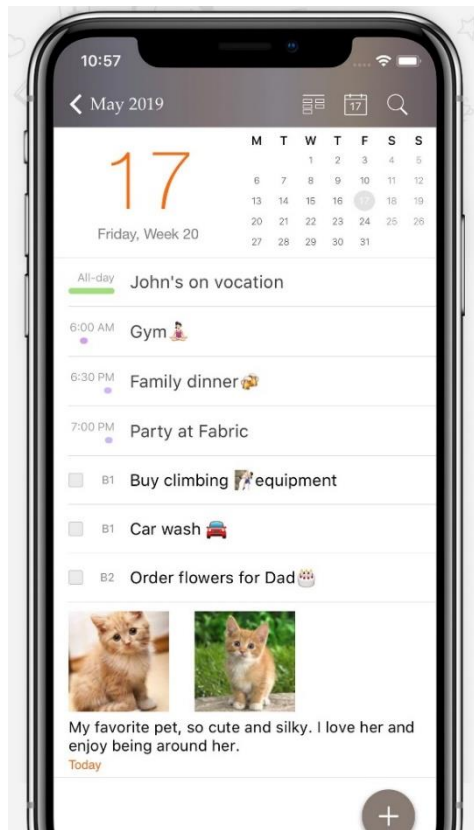 10:57
May 2019
17
17
Friday, Week 20
M T W T F S S
1 2 3 4 5
6 7 8 9 10 11 12
13 14 15 16 17 18 19
20 21 22 23 24 25 26
27 28 29 30 31
All-day John's on vocation
6:00 AM Gym🧘🏻‍♀️
6:30 PM Family dinner🍻
7:00 PM Party at Fabric
B1 Buy climbing 🧗equipment
B1 Car wash 🚘
B2 Order flowers for Dad🎂
My favorite pet, so cute and silky. I love her and
enjoy being around her.
Today
+